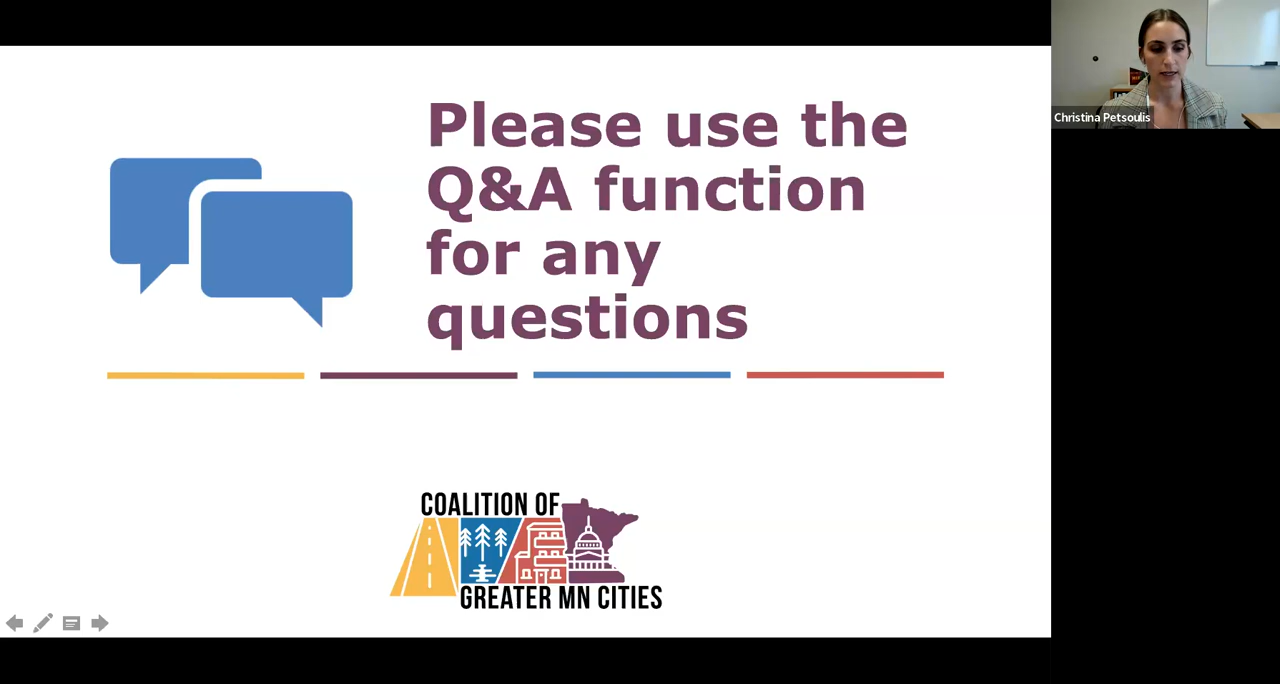 Please use the
Q&A function
for any
questions
Christina Petsoulis
COALITION OF
GREATER MN CITIES